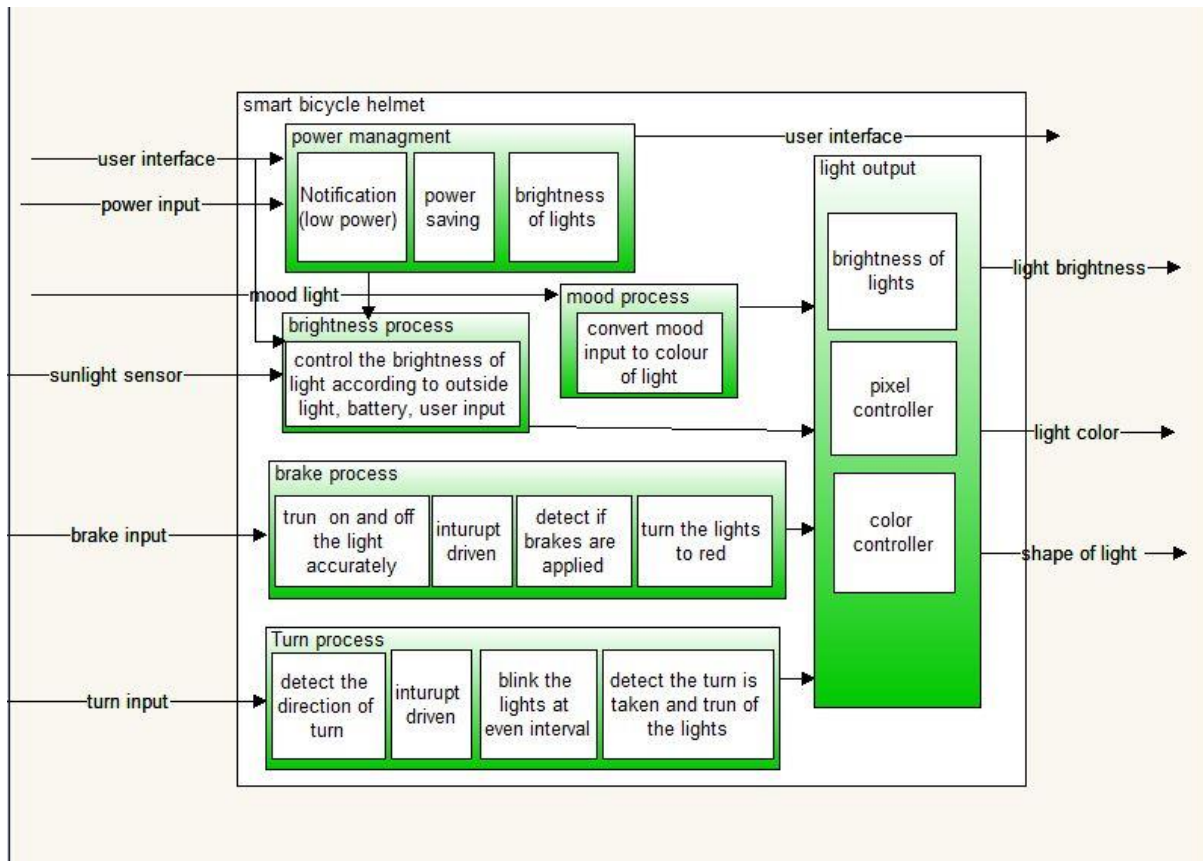 smart bicycle helmet
power managment
user interface
user interface
power input
Notification
(low power)
power
saving
brightness
of lights
light output
brightness of
lights
light brightness
mood light
mood process
convert mood
input to colour
of light
brightness process
control the brightness of
light according to outside
light, battery, user input
sunlight sensor
pixel
controller
light color
brake process
trun on and off
the light
accurately
inturupt
driven
detect if
brakes are
applied
turn the lights
to red
brake input
color
controller
shape of light
Turn process
detect the
direction of
turn
inturupt
driven
blink the
lights at
even interval
detect the turn is
taken and trun of
the lights
turn input